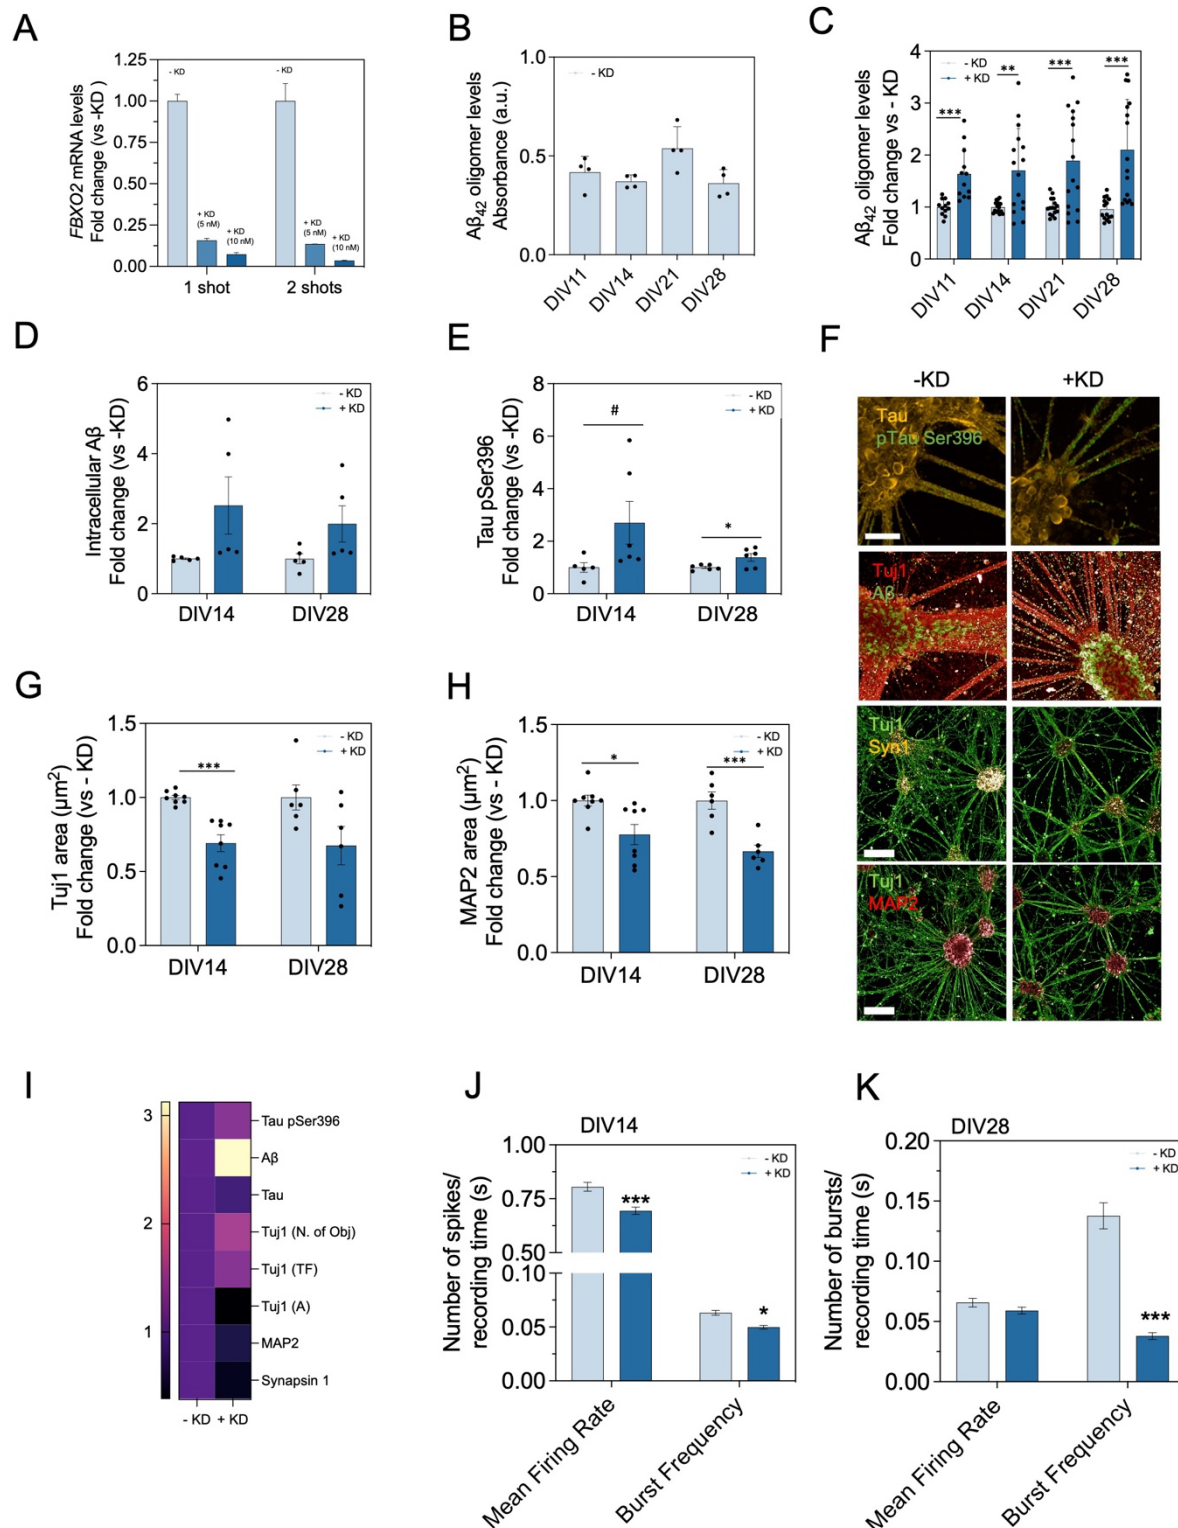 A
FBXO2 mRNA levels
Fold change (vs -KD )
1.25
1.00
0.75
0.50
0.25
0.00
- KD
+ KD
(5 nM)
+ KD
(10 nM)
- KD
+ KD
(5 nM)
+ KD
(10 nM)
1 shot
2 shots
B
Aβ42 oligomer levels
Absorbance (a.u.)
1.0
0.5
0.0
- KD
DIV11
DIV14
DIV21
DIV28
C
Aβ42 oligomer levels
Fold change vs - KD
4
3
2
1
0
- KD
+ KD
***
**
***
***
DIV11
DIV14
DIV21
DIV28
D
Intracellular Aβ
Fold change (vs -KD)
6
4
2
0
- KD
+ KD
DIV14
DIV28
E
Tau pSer396
Fold change (vs -KD)
8
6
4
2
0
- KD
+ KD
#
*
DIV14
DIV28
F
-KD
+KD
Tau
pTau Ser396
Tuj1
Aβ
Tuj1
Syn1
Tuj1
MAP2
G
Tuj1 area (μm²)
Fold change (vs - KD)
1.5
1.0
0.5
0.0
- KD
+ KD
***
DIV14
DIV28
H
MAP2 area (μm²)
Fold change (vs - KD)
1.5
1.0
0.5
0.0
- KD
+ KD
*
***
DIV14
DIV28
I
3
2
1
Tau pSer396
Aβ
Tau
Tuj1 (N. of Obj)
Tuj1 (TF)
Tuj1 (A)
MAP2
Synapsin 1
- KD
+ KD
J
DIV14
Number of spikes/
recording time (s)
1.00
0.75
0.50
0.10
0.05
0.00
- KD
+ KD
***
*
Mean Firing Rate
Burst Frequency
K
DIV28
Number of bursts/
recording time (s)
0.20
0.15
0.10
0.05
0.00
- KD
+ KD
***
Mean Firing Rate
Burst Frequency